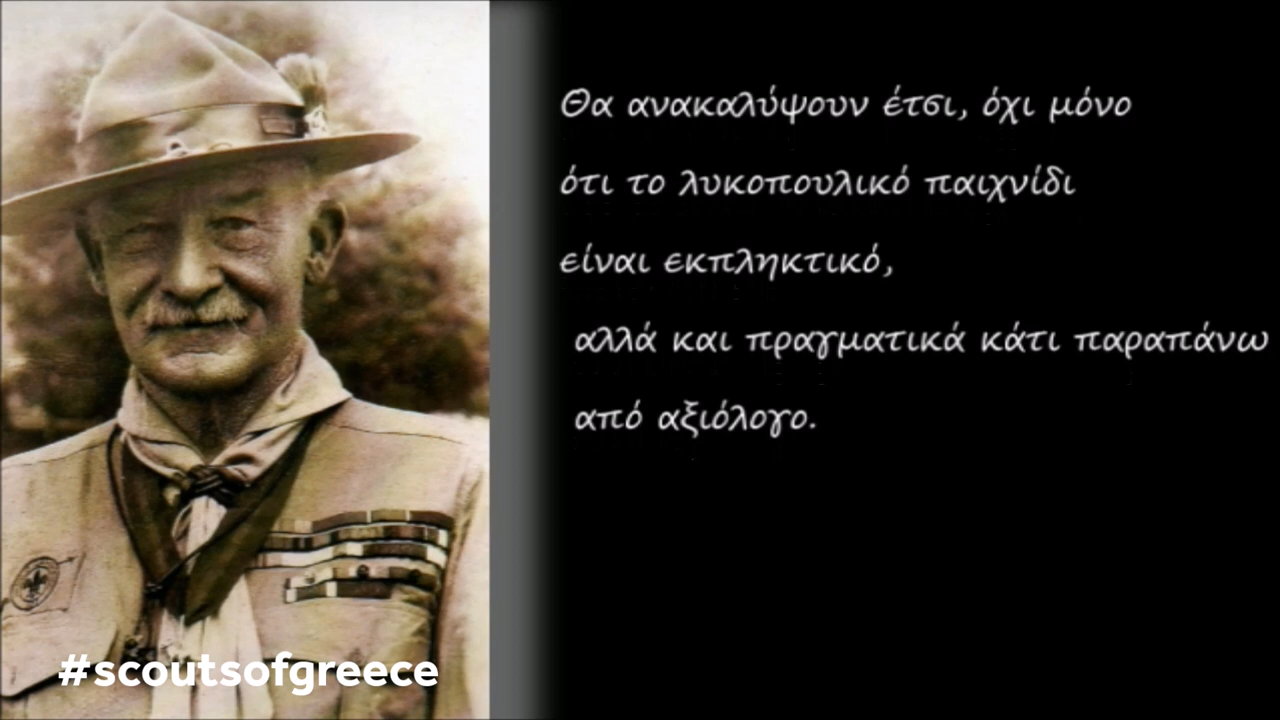 Θα ανακαλύψουν έτσι, όχι μόνο
ότι το λυκοπουλικό παιχνίδι
είναι εκπληκτικό,
αλλά και πραγματικά κάτι παραπάνω
από αξιόλογο.
#scoutsofgreece